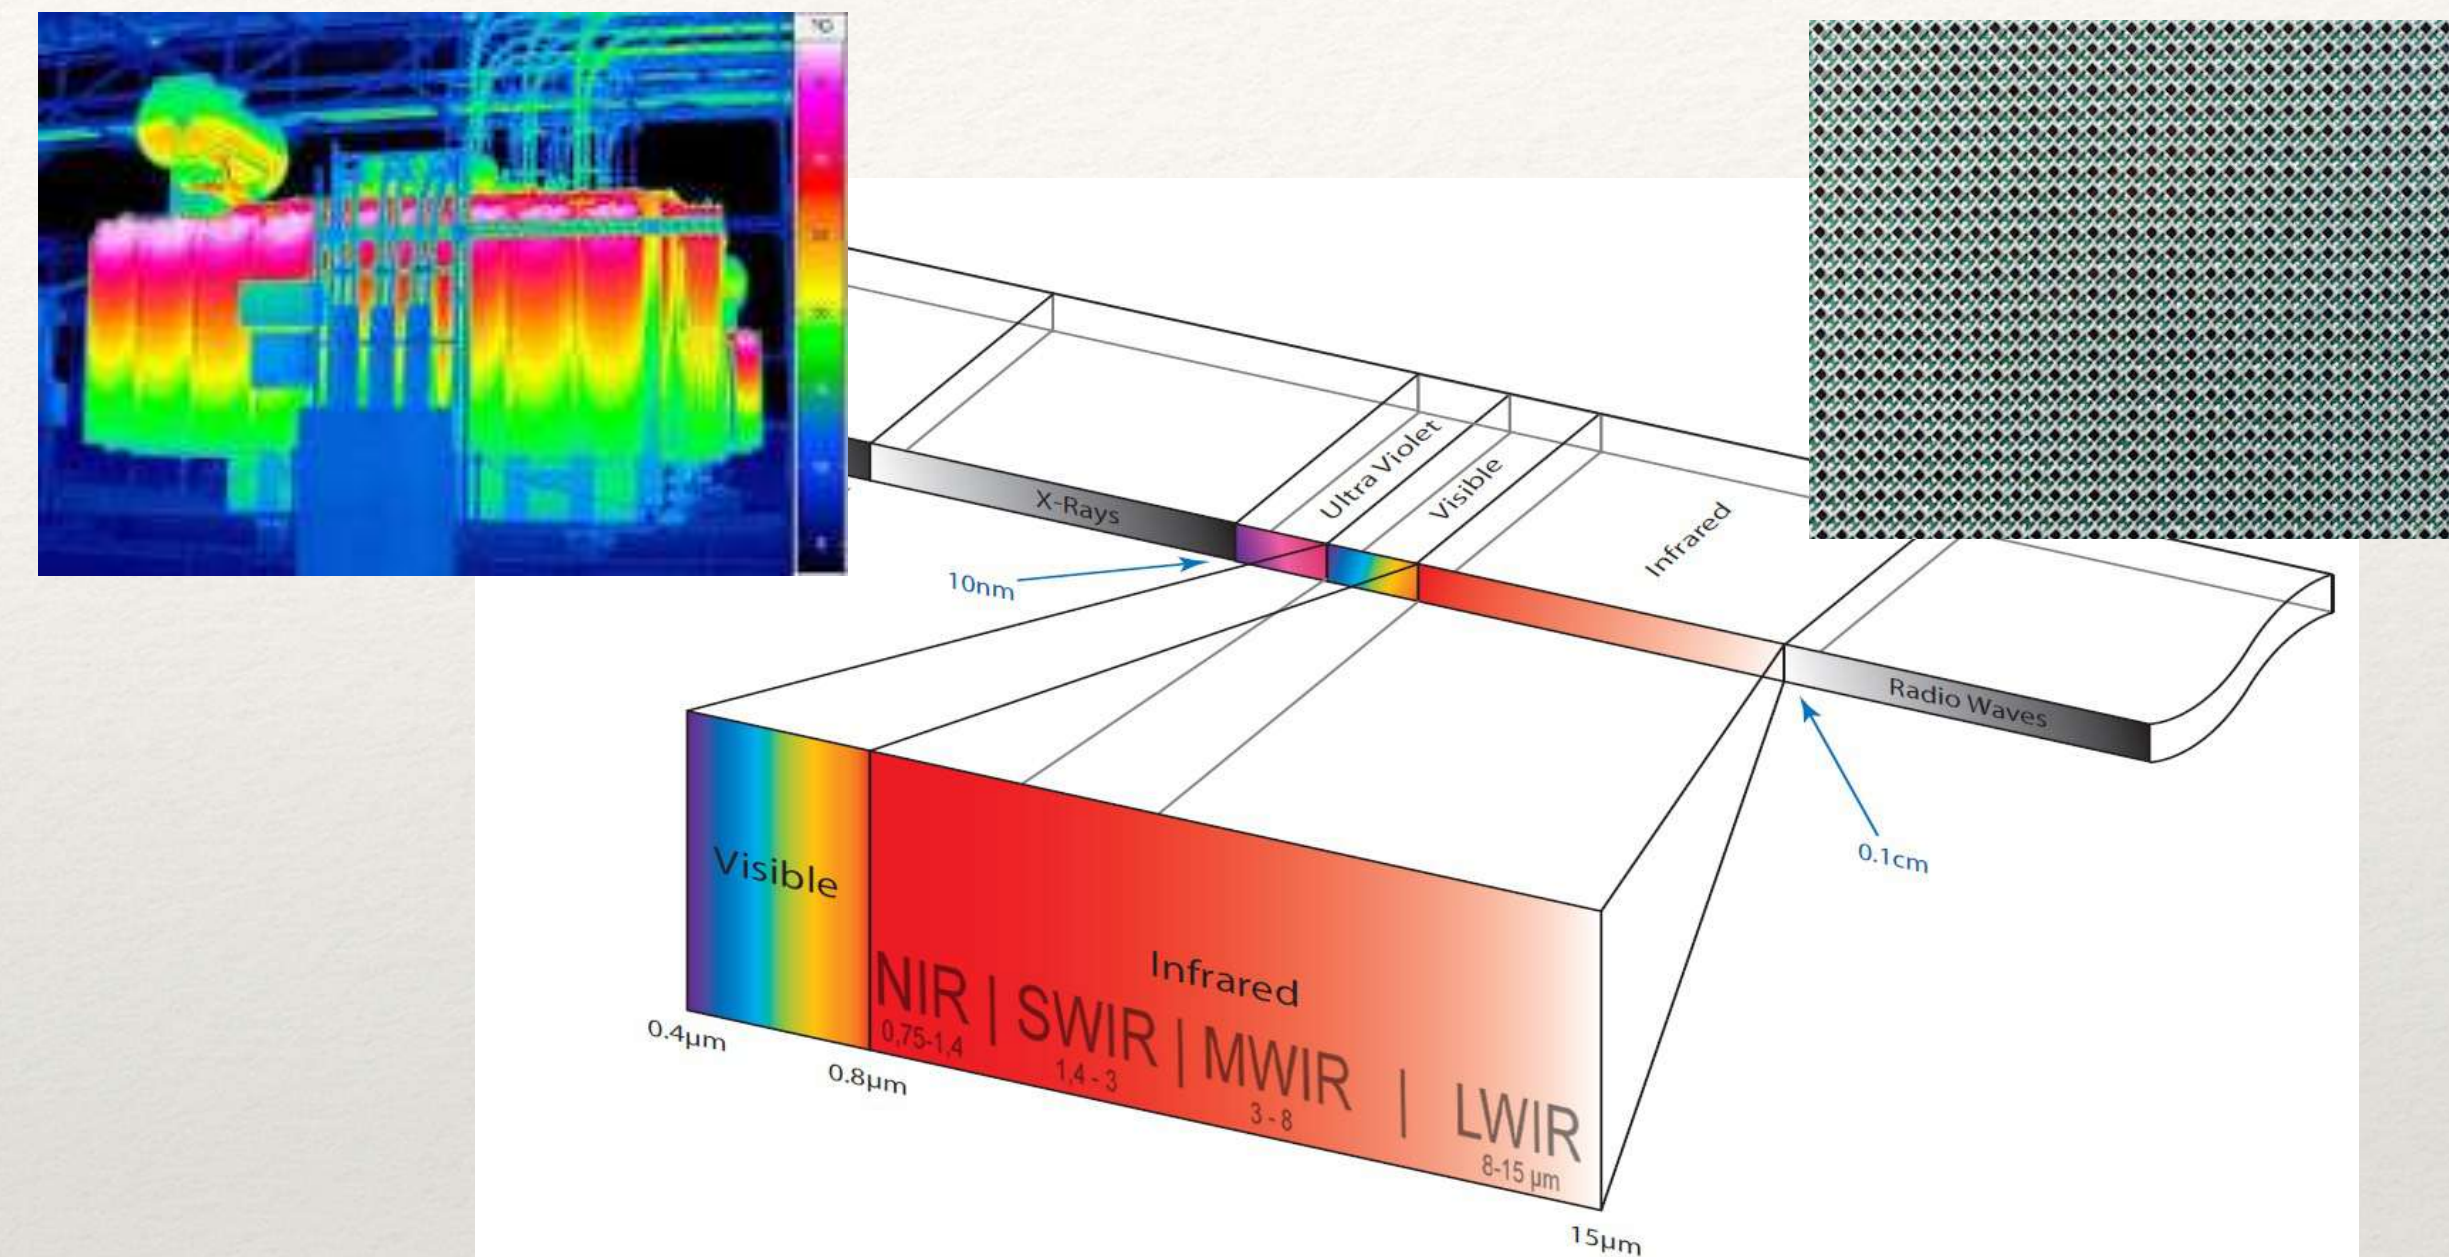 X-Rays
Ultra Violet
Visible
Infrared
Radio Waves
10nm
0.1cm
Visible
Infrared
NIR | SWIR | MWIR | LWIR
0,75-1,4
1,4 - 3
3 - 8
8-15 µm
0.4µm
0.8µm
15µm